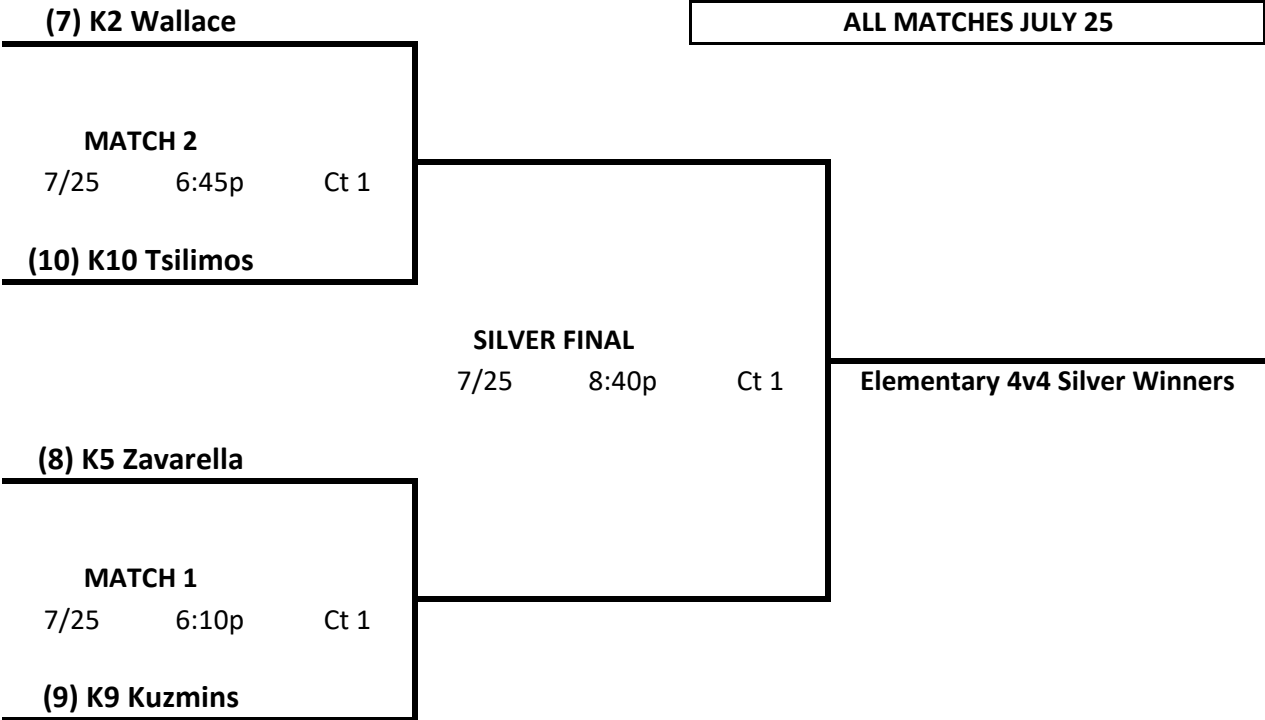 (7) K2 Wallace
ALL MATCHES JULY 25
MATCH 2
7/25 6:45p Ct 1
(10) K10 Tsilimos
SILVER FINAL
7/25 8:40p Ct 1
Elementary 4v4 Silver Winners
(8) K5 Zavarella
MATCH 1
7/25 6:10p Ct 1
(9) K9 Kuzmins